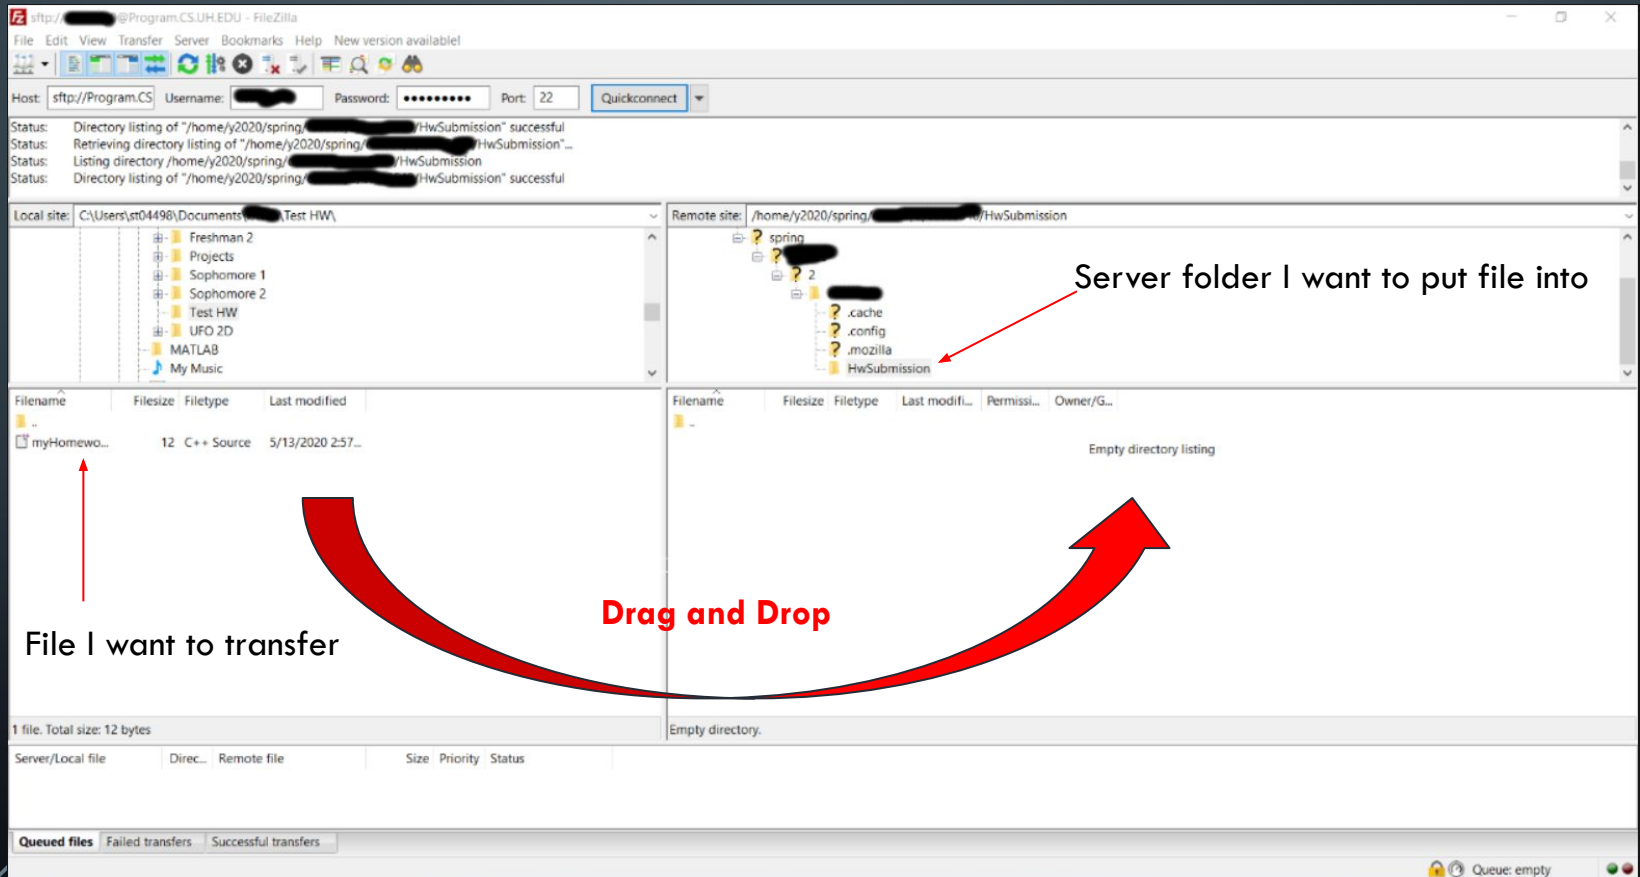 sftp:// @Program.CS.UH.EDU - FileZilla
File Edit View Transfer Server Bookmarks Help New version available!
Host: sftp://Program.CS Username: Password: ●●●●●●●●● Port: 22 Quickconnect
Status: Directory listing of "/home/y2020/spring/ /HwSubmission" successful
Status: Retrieving directory listing of "/home/y2020/spring/ /HwSubmission"...
Status: Listing directory /home/y2020/spring/ /HwSubmission
Status: Directory listing of "/home/y2020/spring/ /HwSubmission" successful
Local site: C:\Users\st04498\Documents \Test HW\
Freshman 2
Projects
Sophomore 1
Sophomore 2
Test HW
UFO 2D
MATLAB
My Music
Remote site: /home/y2020/spring/ /HwSubmission
spring
2
.cache
.config
.mozilla
HwSubmission
Server folder I want to put file into
Filename Filesize Filetype Last modified
..
myHomewo... 12 C++ Source 5/13/2020 2:57...
File I want to transfer
1 file. Total size: 12 bytes
Filename Filesize Filetype Last modifi... Permissi... Owner/G...
..
Empty directory listing
Drag and Drop
Empty directory.
Server/Local file Direc... Remote file Size Priority Status
Queued files Failed transfers Successful transfers
Queue: empty